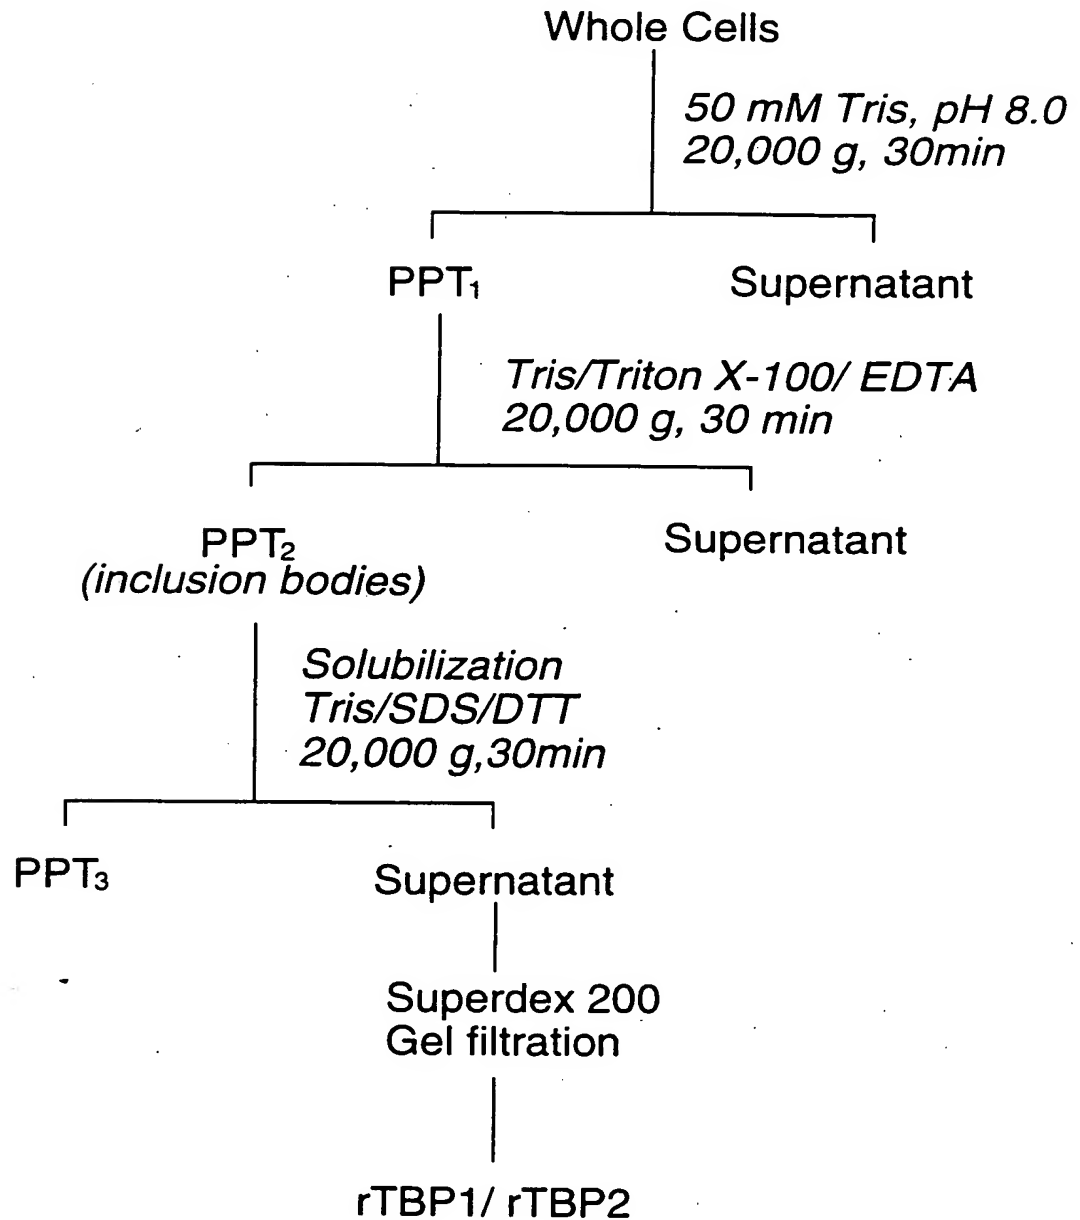 Whole Cells
50 mM Tris, pH 8.0
20,000 g, 30min
PPT₁
Supernatant
Tris/Triton X-100/ EDTA
20,000 g, 30 min
PPT₂
(inclusion bodies)
Supernatant
Solubilization
Tris/SDS/DTT
20,000 g,30min
PPT₃
Supernatant
Superdex 200
Gel filtration
rTBP1/ rTBP2